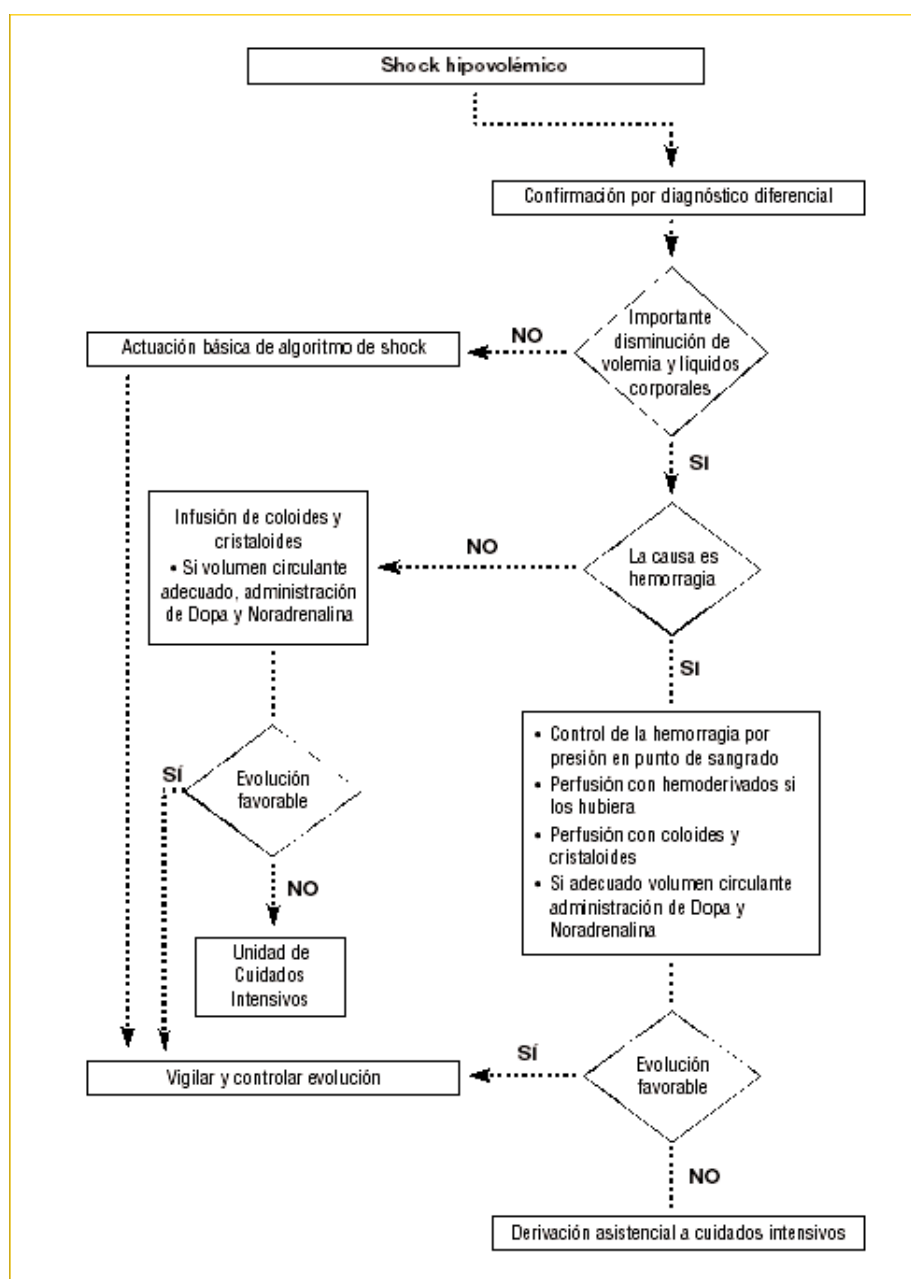 Shock hipovolémico
Confirmación por diagnóstico diferencial
Importante
disminución de
volemia y líquidos
corporales
NO
Actuación básica de algoritmo de shock
SI
La causa es
hemorragia
NO
Infusión de coloides y
cristaloides
• Si volumen circulante
adecuado, administración
de Dopa y Noradrenalina
SI
• Control de la hemorragia por
presión en punto de sangrado
• Perfusión con hemoderivados si
los hubiera
• Perfusión con coloides y
cristaloides
• Si adecuado volumen circulante
administración de Dopa y
Noradrenalina
Evolución
favorable
SÍ
NO
Unidad de
Cuidados
Intensivos
Evolución
favorable
SÍ
Vigilar y controlar evolución
NO
Derivación asistencial a cuidados intensivos